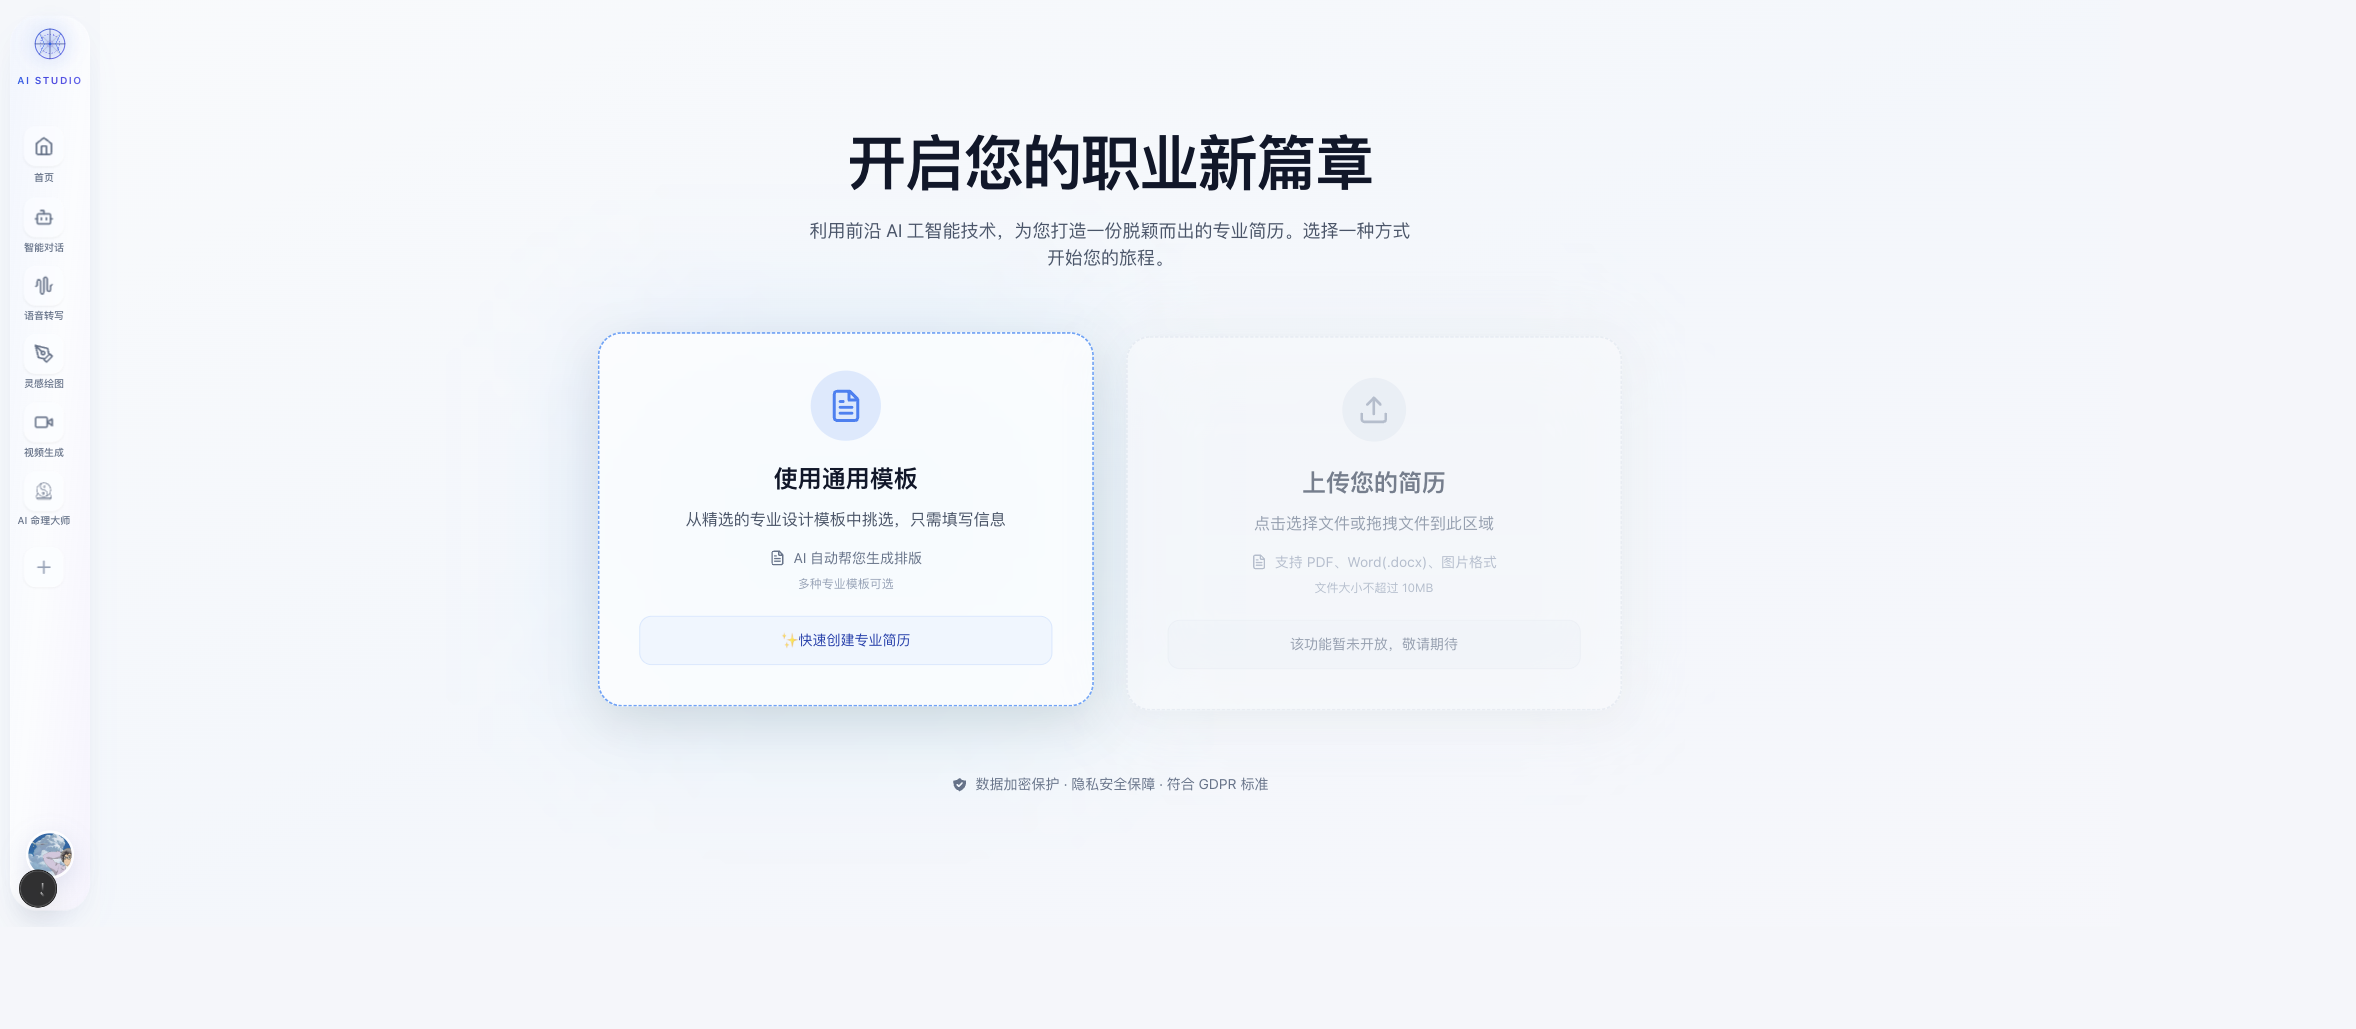 AI STUDIO
首页
智能对话
语音转写
灵感绘图
视频生成
AI 命理大师
开启您的职业新篇章
利用前沿 AI 工智能技术，为您打造一份脱颖而出的专业简历。选择一种方式
开始您的旅程。
使用通用模板
从精选的专业设计模板中挑选，只需填写信息
AI 自动帮您生成排版
多种专业模板可选
✨快速创建专业简历
上传您的简历
点击选择文件或拖拽文件到此区域
支持 PDF、Word(.docx)、图片格式
文件大小不超过 10MB
该功能暂未开放，敬请期待
数据加密保护 · 隐私安全保障 · 符合 GDPR 标准